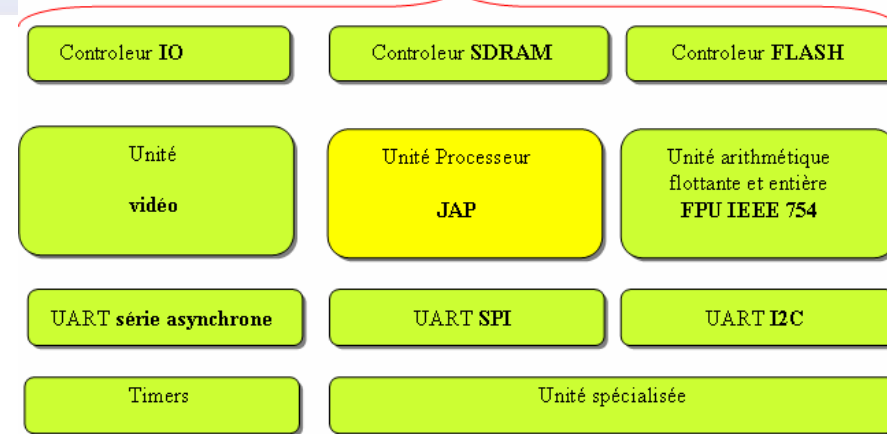 Controleur IO
Controleur SDRAM
Controleur FLASH
Unité
vidéo
Unité Processeur
JAP
Unité arithmétique
flottante et entière
FPU IEEE 754
UART série asynchrone
UART SPI
UART I2C
Timers
Unité spécialisée